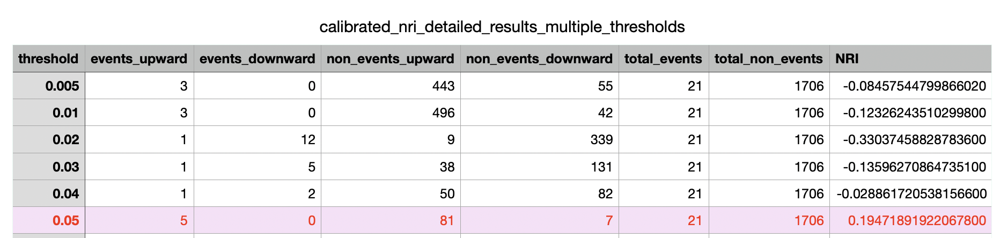 calibrated_nri_detailed_results_multiple_thresholds
threshold events_upward events_downward non_events_upward non_events_downward total_events total_non_events NRI
0.005 3 0 443 55 21 1706 -0.08457544799866020
0.01 3 0 496 42 21 1706 -0.12326243510299800
0.02 1 12 9 339 21 1706 -0.33037458828783600
0.03 1 5 38 131 21 1706 -0.13596270864735100
0.04 1 2 50 82 21 1706 -0.028861720538156600
0.05 5 0 81 7 21 1706 0.19471891922067800